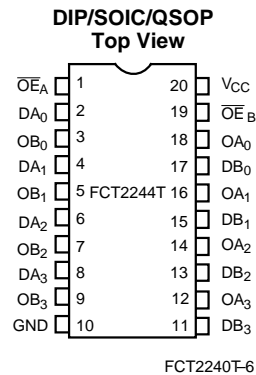 DIP/SOIC/QSOP
Top View
O̅E̅A 1 20 VCC
DA0 2 19 O̅E̅B
OB0 3 18 OA0
DA1 4 17 DB0
OB1 5 FCT2244T 16 OA1
DA2 6 15 DB1
OB2 7 14 OA2
DA3 8 13 DB2
OB3 9 12 OA3
GND 10 11 DB3
FCT2240T–6